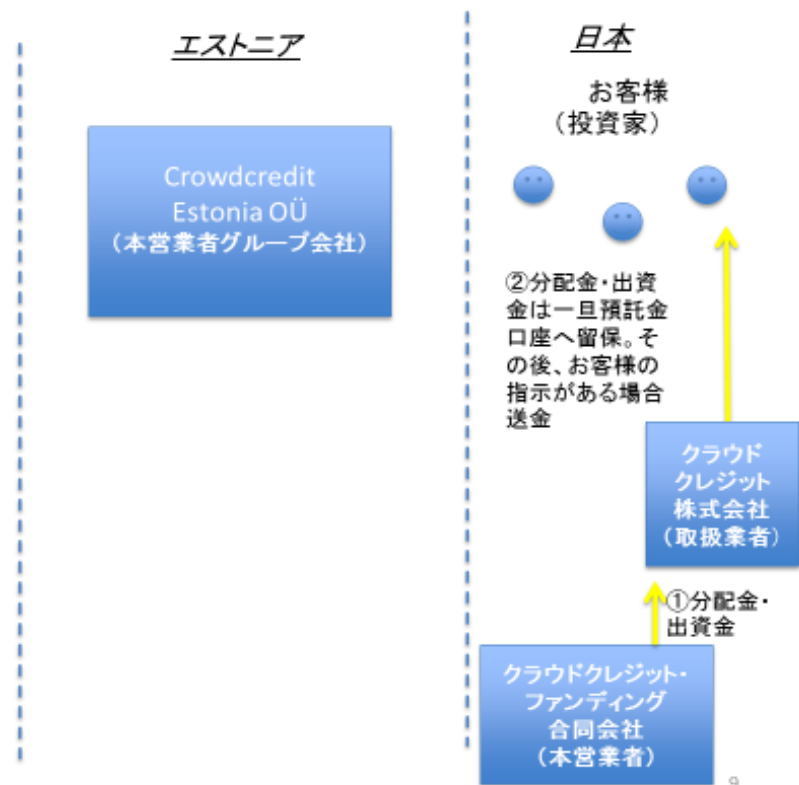 エストニア
日本
お客様
（投資家）
Crowdcredit
Estonia OÜ
（本営業者グループ会社）
②分配金・出資
金は一旦預託金
口座へ留保。そ
の後、お客様の
指示がある場合
送金
クラウド
クレジット
株式会社
（取扱業者）
①分配金・
出資金
クラウドクレジット・
ファンディング
合同会社
（本営業者）